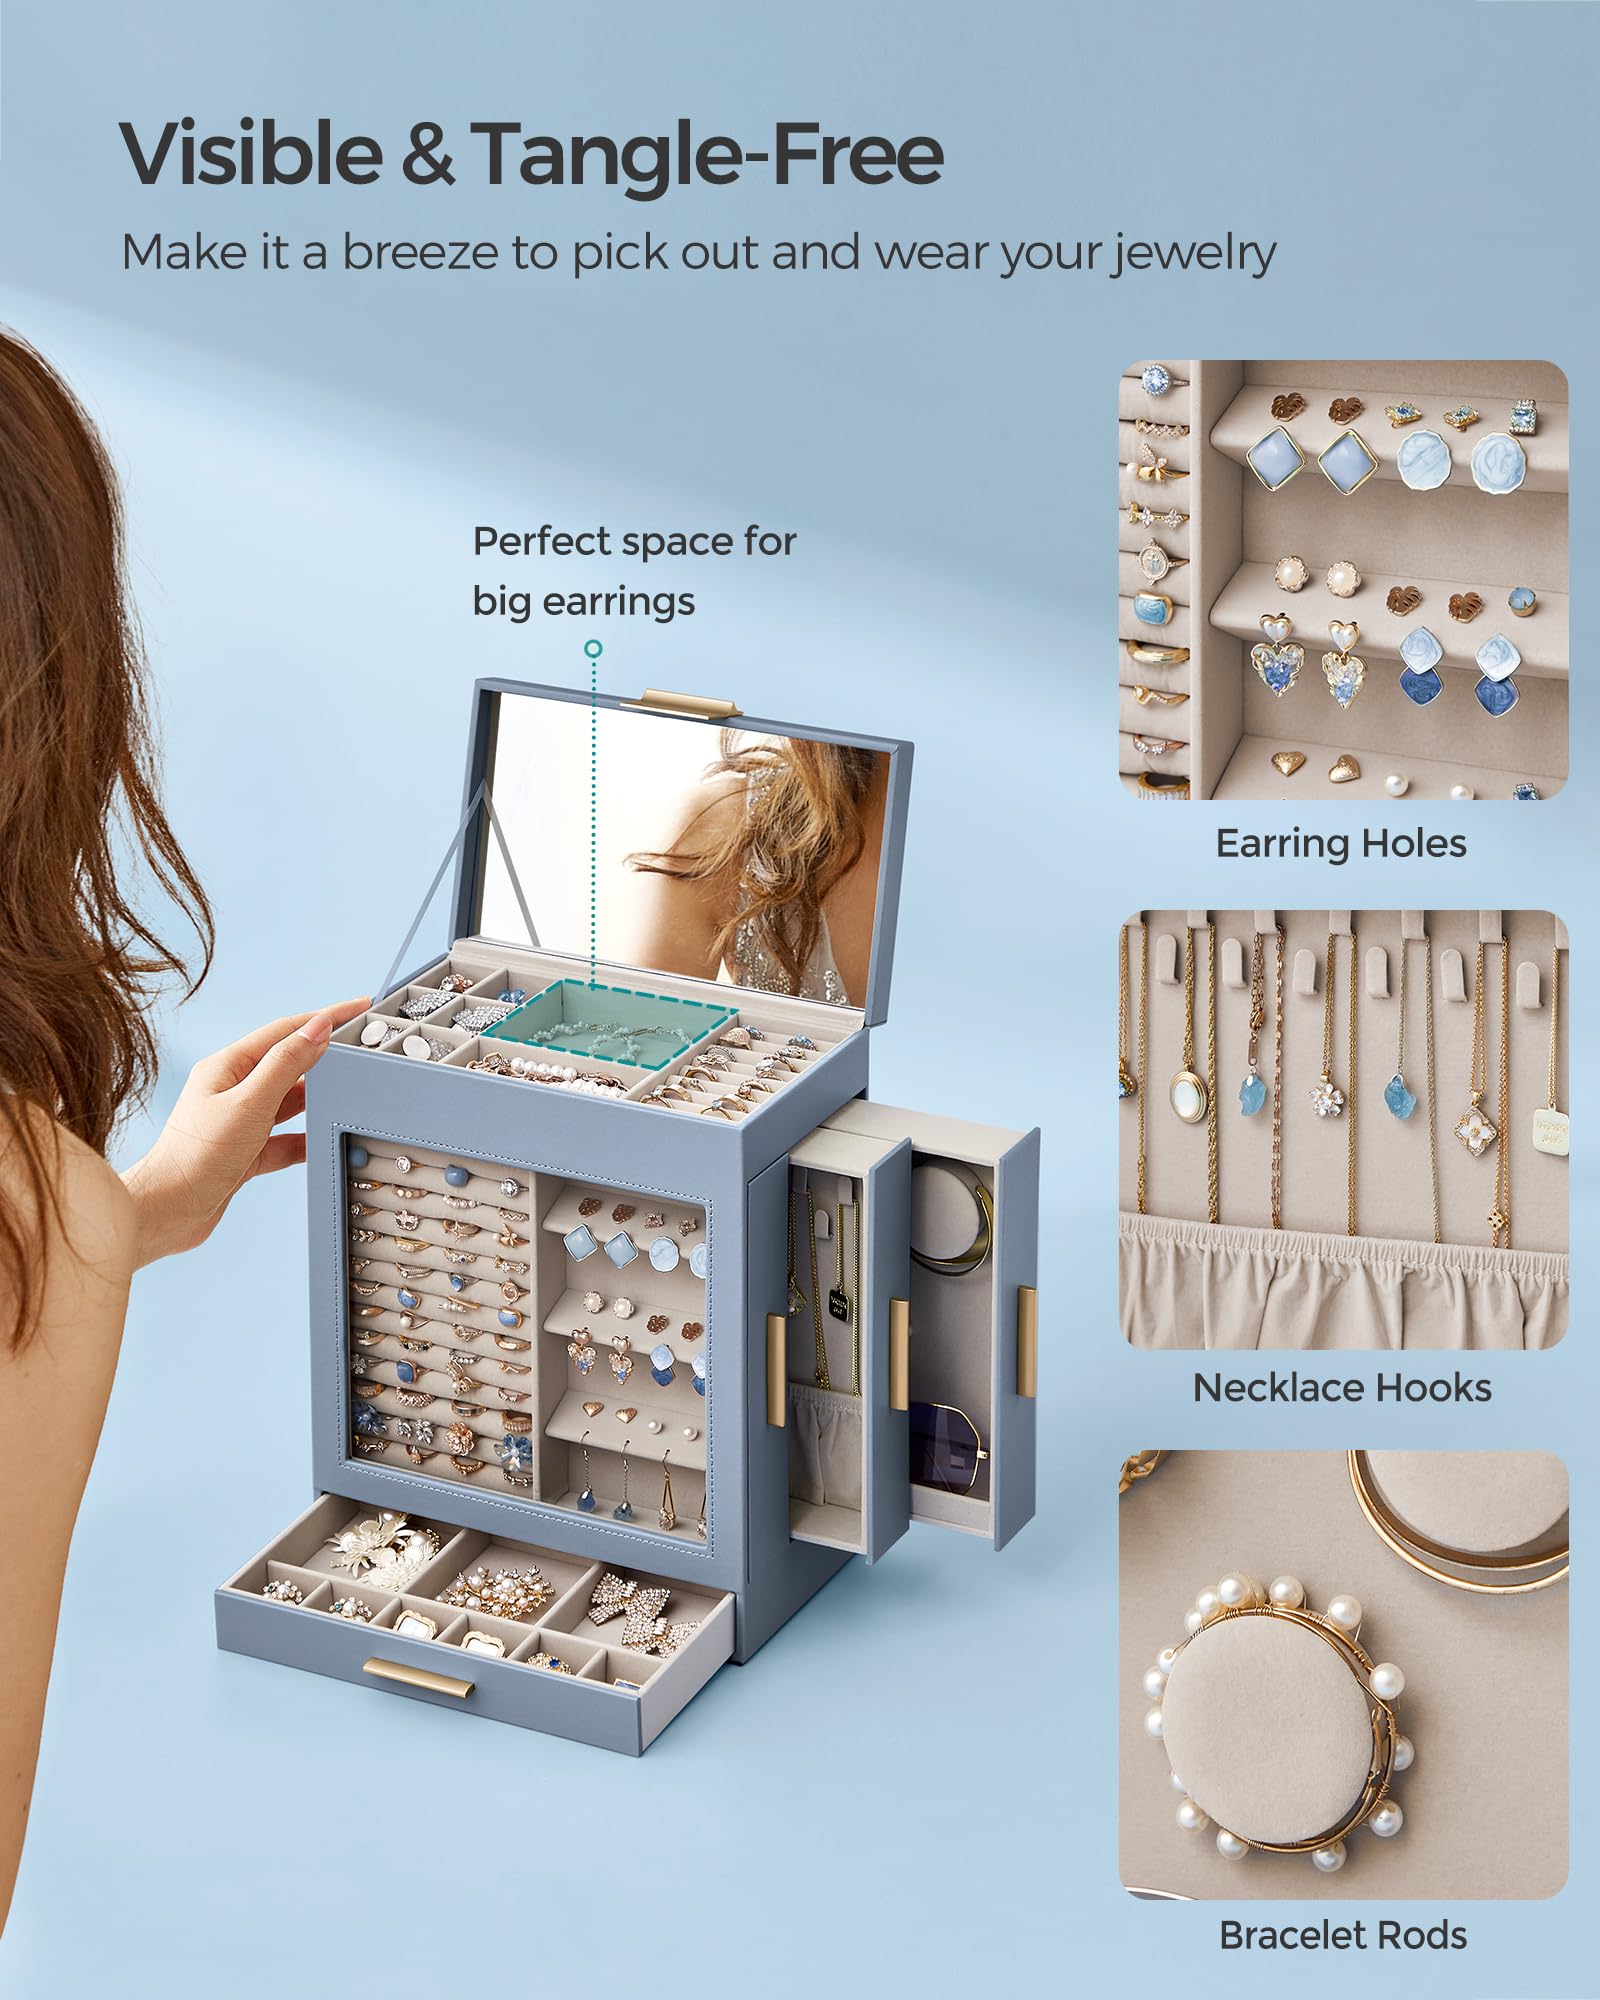 Visible & Tangle-Free
Make it a breeze to pick out and wear your jewelry
Perfect space for
big earrings
Earring Holes
Necklace Hooks
Bracelet Rods